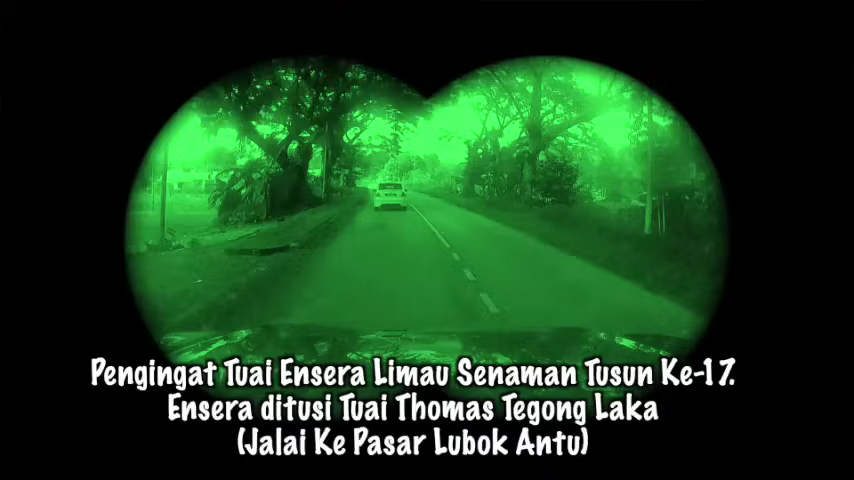 Pengingat Tuai Ensera Limau Senaman Tusun Ke-17.
Ensera ditusi Tuai Thomas Tegong Laka
(Jalai Ke Pasar Lubok Antu)